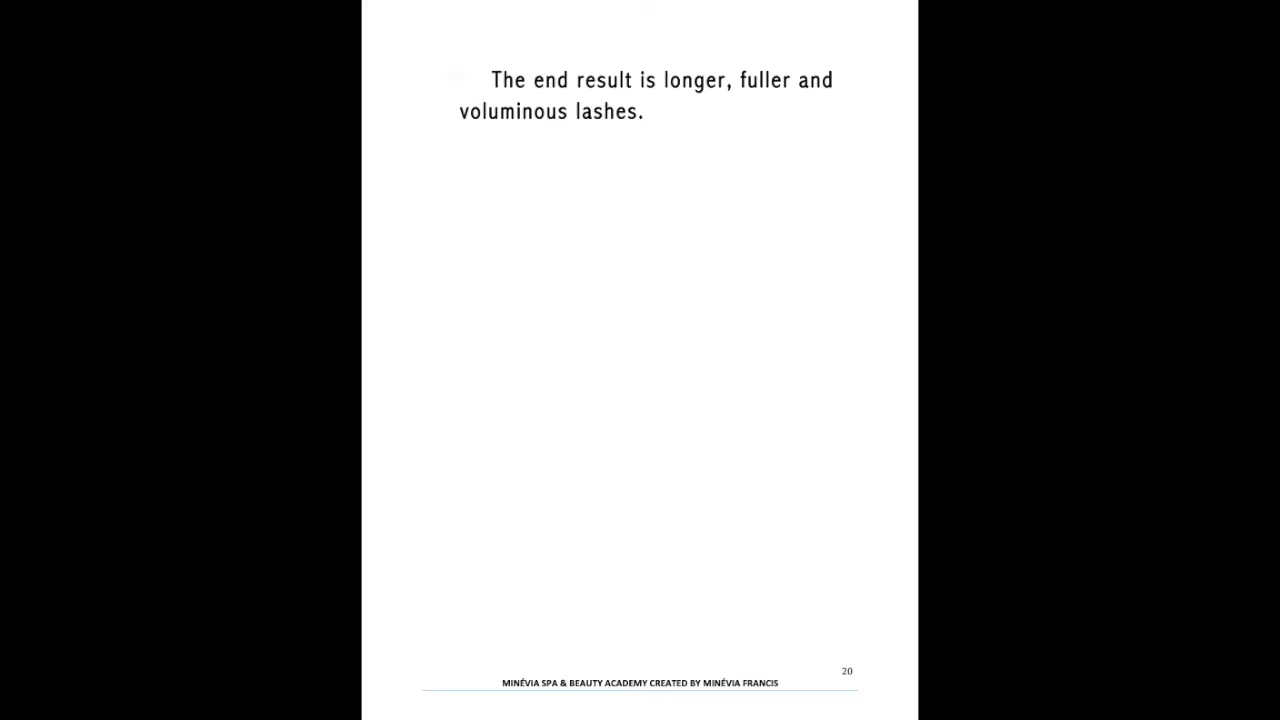 The end result is longer, fuller and
voluminous lashes.
20
MINÉVIA SPA & BEAUTY ACADEMY CREATED BY MINÉVIA FRANCIS